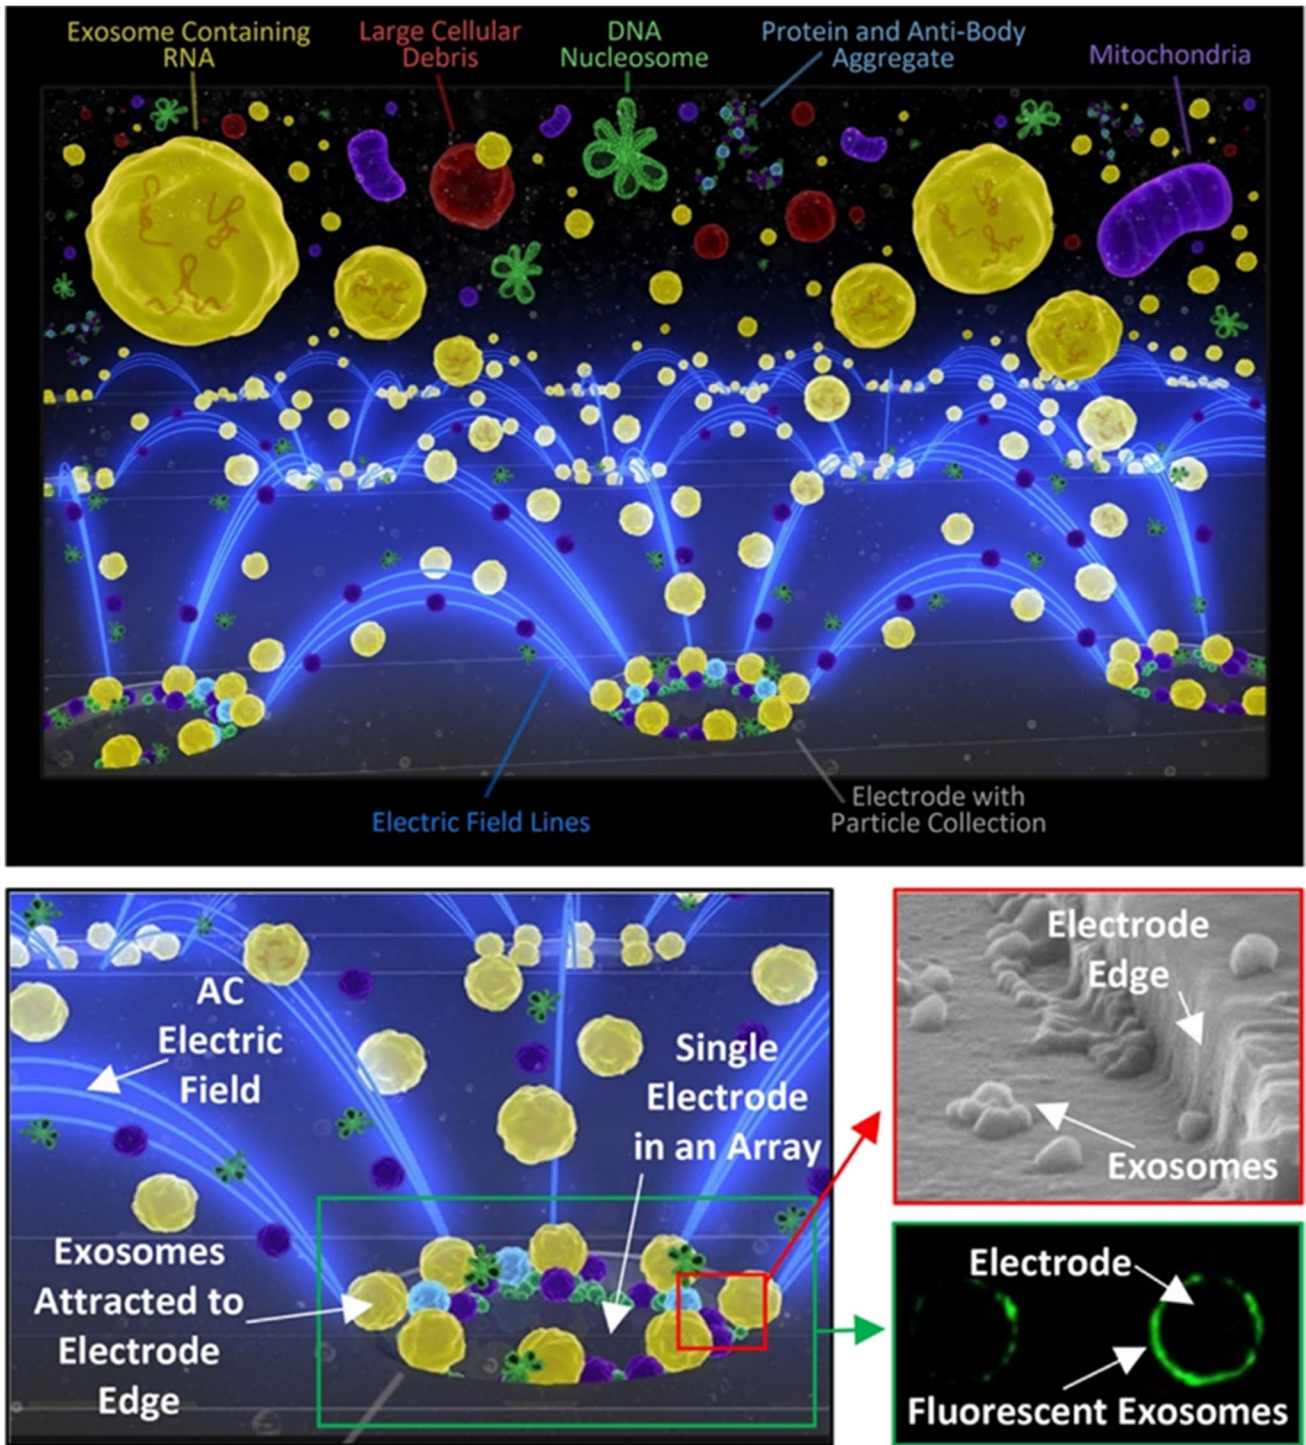 Exosome Containing
RNA
Large Cellular
Debris
DNA
Nucleosome
Protein and Anti-Body
Aggregate
Mitochondria
Electric Field Lines
Electrode with
Particle Collection
AC
Electric
Field
Single
Electrode
in an Array
Exosomes
Attracted to
Electrode
Edge
Electrode
Edge
Exosomes
Electrode
Fluorescent Exosomes